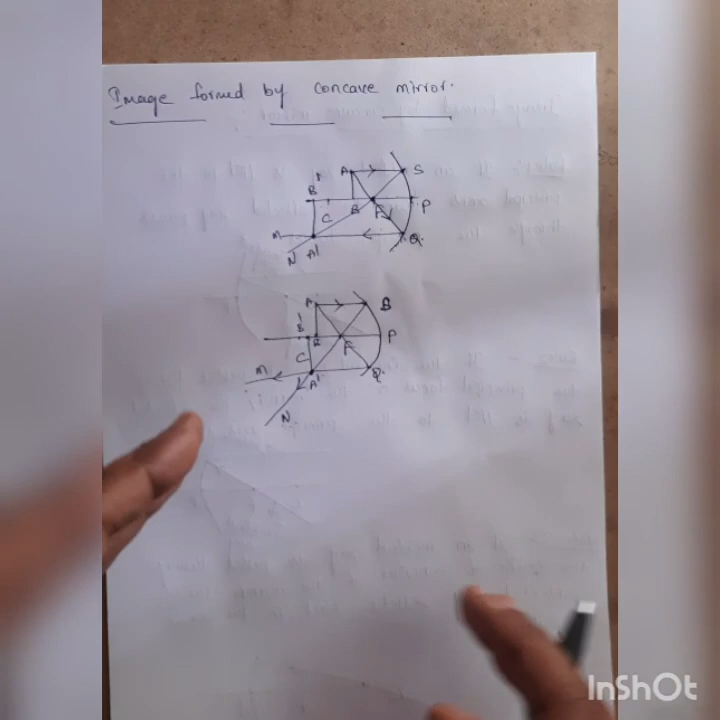 Image formed by concave mirror.
A S
B'
C B F P
M Q
N A'
A S
B' B F P
C
M A' Q
N
InShOt